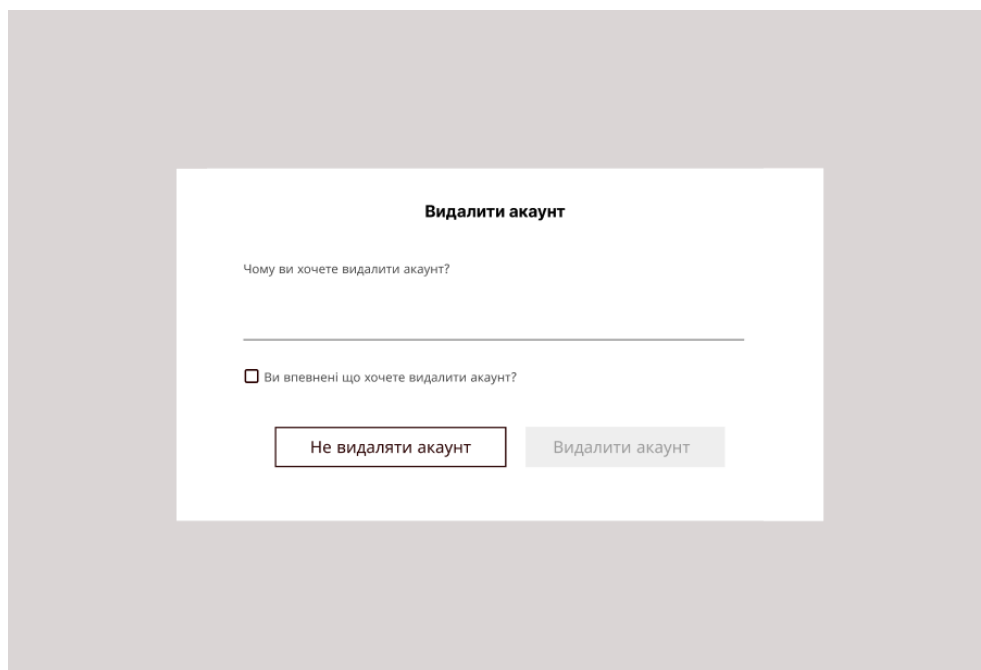 Видалити акаунт
Чому ви хочете видалити акаунт?
Ви впевнені що хочете видалити акаунт?
Не видаляти акаунт
Видалити акаунт